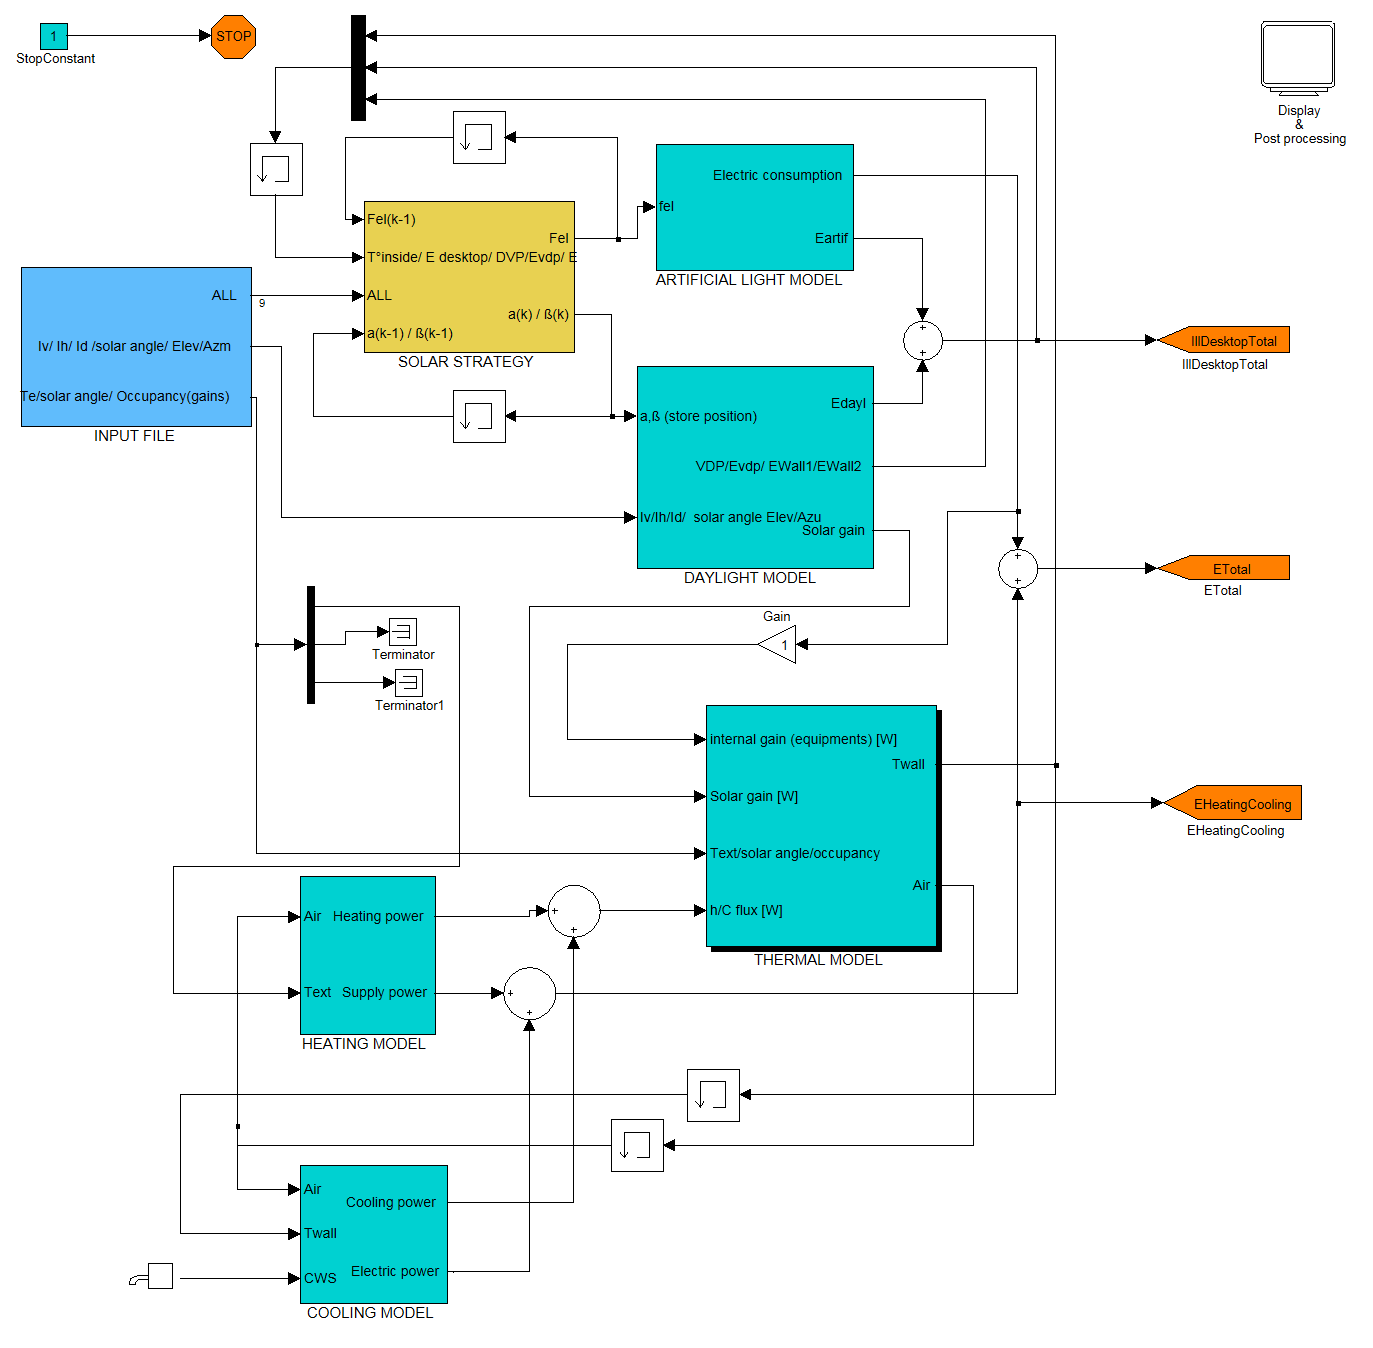 1
StopConstant
STOP
Display
&
Post processing
Electric consumption
fel
Eartif
ARTIFICIAL LIGHT MODEL
Fel(k-1)
Fel
T°inside/ E desktop/ DVP/Evdp/ E
ALL
a(k) / ß(k)
a(k-1) / ß(k-1)
SOLAR STRATEGY
ALL
9
Iv/ Ih/ Id /solar angle/ Elev/Azm
Te/solar angle/ Occupancy(gains)
INPUT FILE
+
+
IllDesktopTotal
IllDesktopTotal
Edayl
a,ß (store position)
VDP/Evdp/ EWall1/EWall2
Iv/Ih/Id/ solar angle Elev/Azu
Solar gain
DAYLIGHT MODEL
+
+
ETotal
ETotal
Gain
1
Terminator
Terminator1
internal gain (equipments) [W]
Twall
Solar gain [W]
Text/solar angle/occupancy
Air
h/C flux [W]
THERMAL MODEL
EHeatingCooling
EHeatingCooling
Air Heating power
Text Supply power
HEATING MODEL
+
+
+
+
Air
Cooling power
Twall
Electric power
CWS
COOLING MODEL